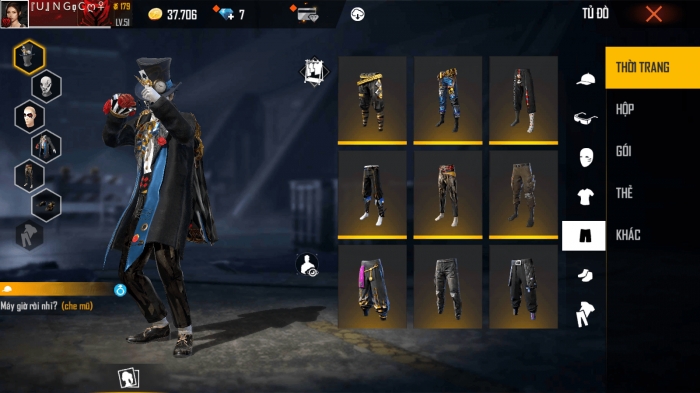 『U』N GọCღ♀ 179
LV.51
37.706
7
TỦ ĐỒ
THỜI TRANG
HỘP
GÓI
THẺ
KHÁC
Mấy giờ rồi nhỉ? (che mũ)